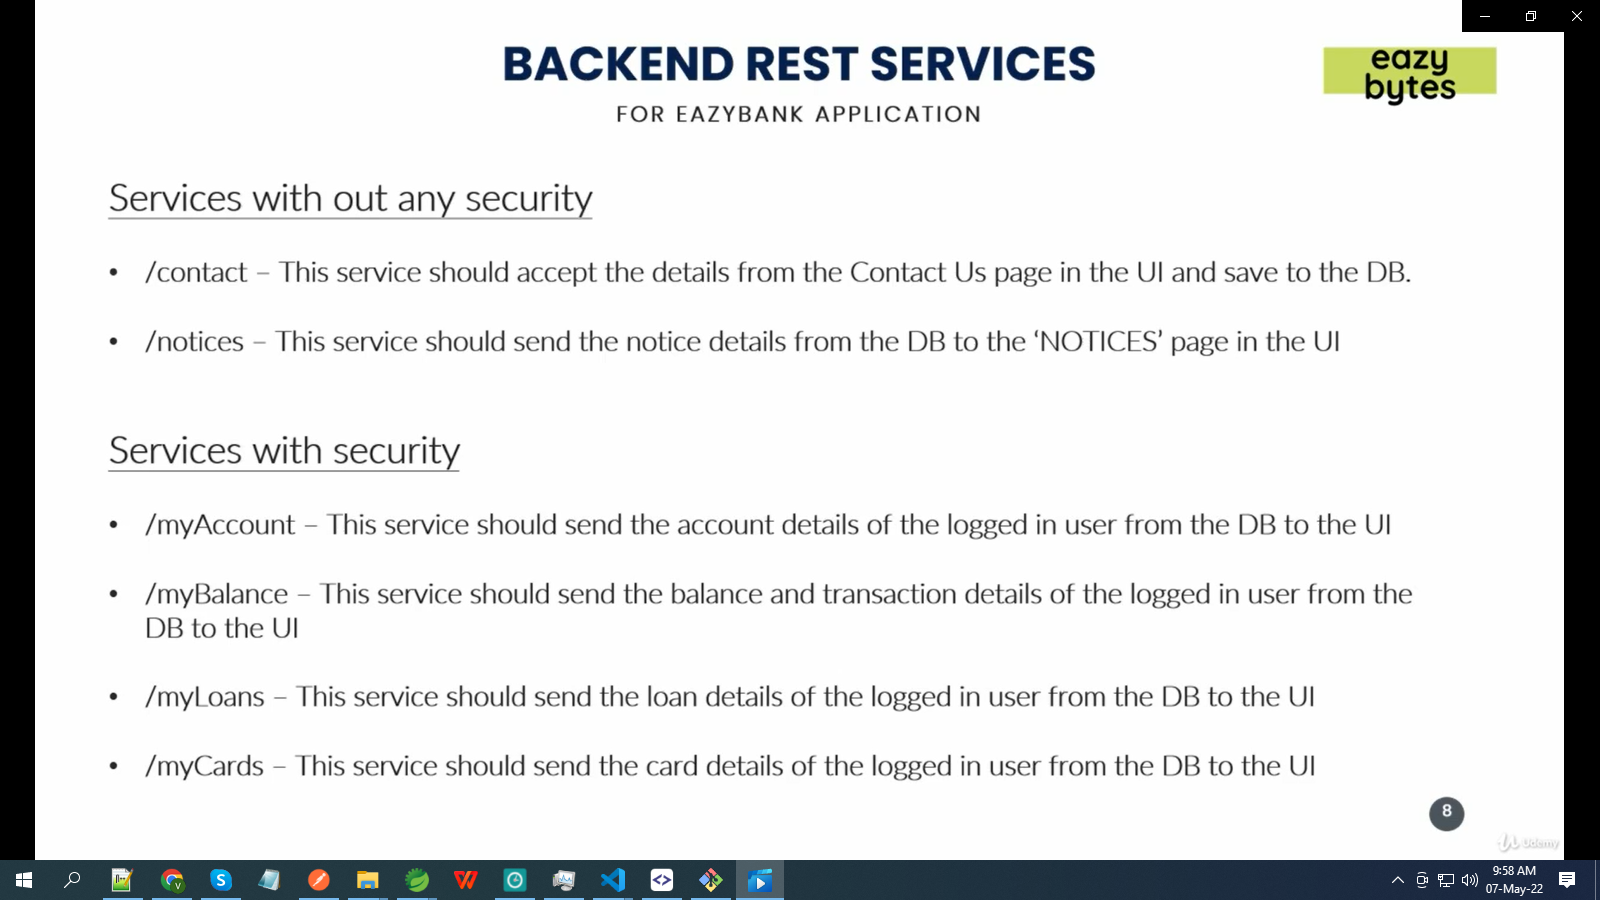 BACKEND REST SERVICES
FOR EAZYBANK APPLICATION
eazy
bytes
Services with out any security
• /contact – This service should accept the details from the Contact Us page in the UI and save to the DB.
• /notices – This service should send the notice details from the DB to the ‘NOTICES’ page in the UI
Services with security
• /myAccount – This service should send the account details of the logged in user from the DB to the UI
• /myBalance – This service should send the balance and transaction details of the logged in user from the
DB to the UI
• /myLoans – This service should send the loan details of the logged in user from the DB to the UI
• /myCards – This service should send the card details of the logged in user from the DB to the UI
8
Udemy
9:58 AM
07-May-22